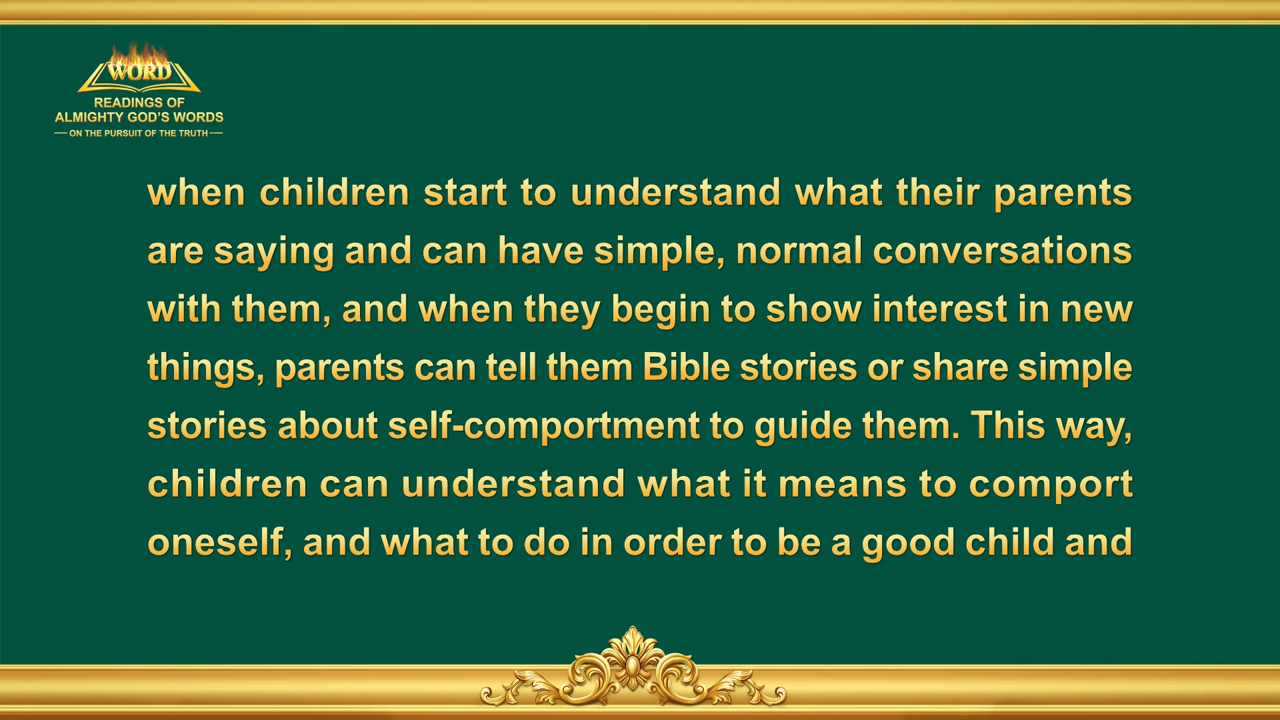 WORD
READINGS OF
ALMIGHTY GOD'S WORDS
ON THE PURSUIT OF THE TRUTH
when children start to understand what their parents
are saying and can have simple, normal conversations
with them, and when they begin to show interest in new
things, parents can tell them Bible stories or share simple
stories about self-comportment to guide them. This way,
children can understand what it means to comport
oneself, and what to do in order to be a good child and